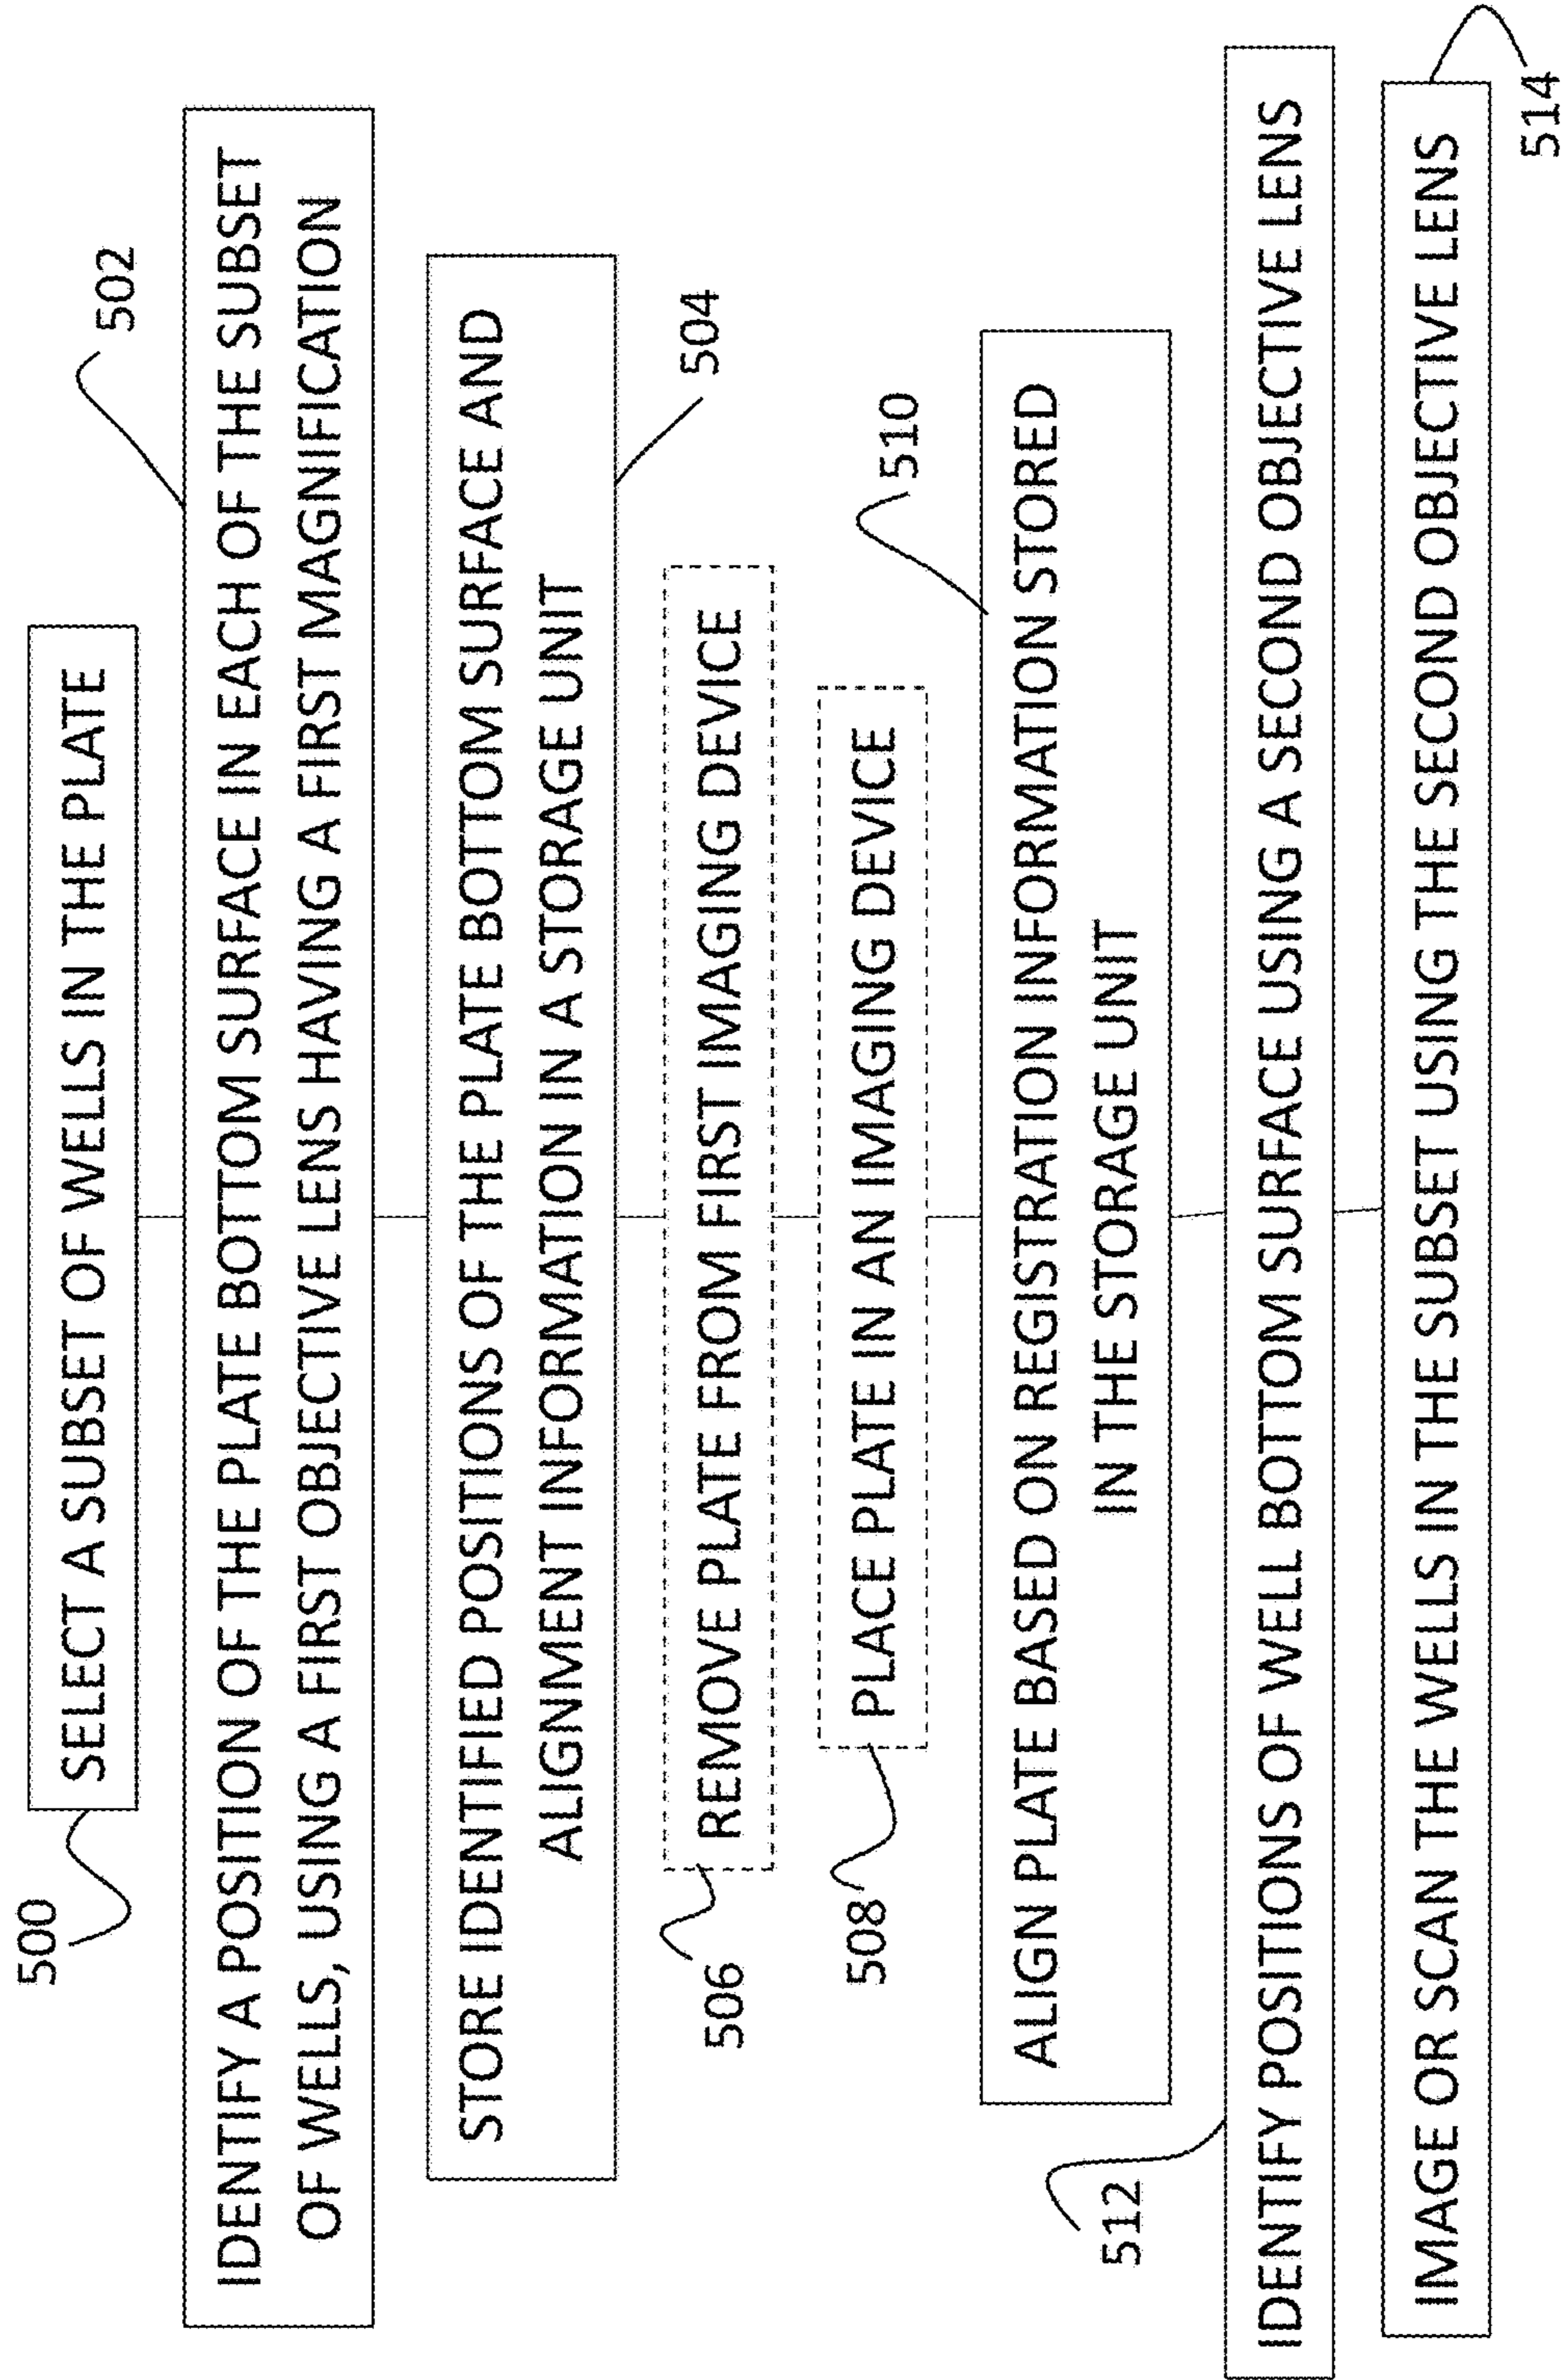 500
SELECT A SUBSET OF WELLS IN THE PLATE
502
IDENTIFY A POSITION OF THE PLATE BOTTOM SURFACE IN EACH OF THE SUBSET
OF WELLS, USING A FIRST OBJECTIVE LENS HAVING A FIRST MAGNIFICATION
STORE IDENTIFIED POSITIONS OF THE PLATE BOTTOM SURFACE AND
ALIGNMENT INFORMATION IN A STORAGE UNIT
504
506
REMOVE PLATE FROM FIRST IMAGING DEVICE
508
PLACE PLATE IN AN IMAGING DEVICE
510
ALIGN PLATE BASED ON REGISTRATION INFORMATION STORED
IN THE STORAGE UNIT
512
IDENTIFY POSITIONS OF WELL BOTTOM SURFACE USING A SECOND OBJECTIVE LENS
IMAGE OR SCAN THE WELLS IN THE SUBSET USING THE SECOND OBJECTIVE LENS
514